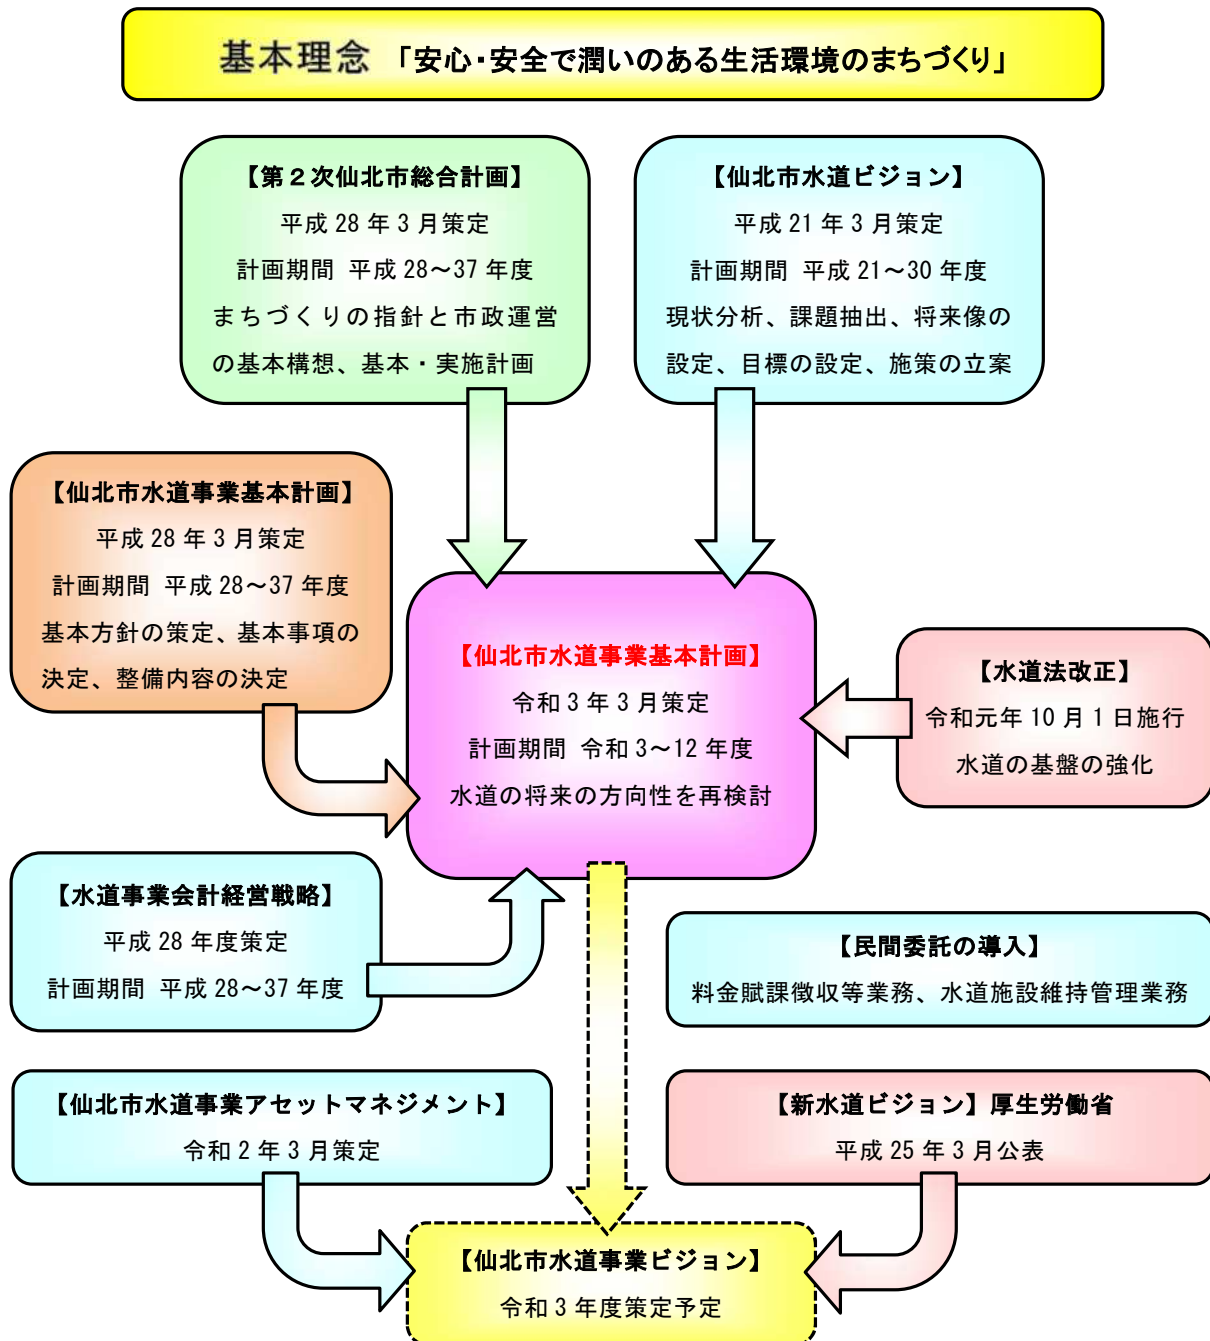 基本理念 「安心・安全で潤いのある生活環境のまちづくり」
【第２次仙北市総合計画】
平成 28 年 3 月策定
計画期間 平成 28～37 年度
まちづくりの指針と市政運営
の基本構想、基本・実施計画
【仙北市水道ビジョン】
平成 21 年 3 月策定
計画期間 平成 21～30 年度
現状分析、課題抽出、将来像の
設定、目標の設定、施策の立案
【仙北市水道事業基本計画】
平成 28 年 3 月策定
計画期間 平成 28～37 年度
基本方針の策定、基本事項の
決定、整備内容の決定
【仙北市水道事業基本計画】
令和 3 年 3 月策定
計画期間 令和 3～12 年度
水道の将来の方向性を再検討
【水道法改正】
令和元年 10 月 1 日施行
水道の基盤の強化
【水道事業会計経営戦略】
平成 28 年度策定
計画期間 平成 28～37 年度
【民間委託の導入】
料金賦課徴収等業務、水道施設維持管理業務
【仙北市水道事業アセットマネジメント】
令和 2 年 3 月策定
【新水道ビジョン】厚生労働省
平成 25 年 3 月公表
【仙北市水道事業ビジョン】
令和 3 年度策定予定